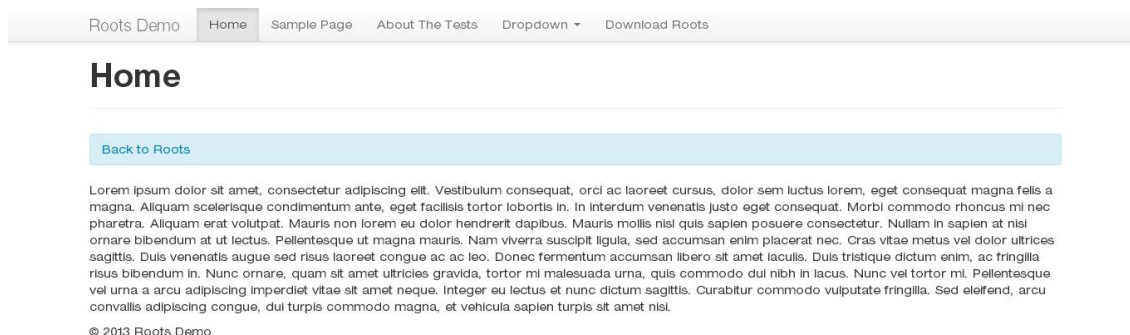 Roots Demo Home Sample Page About The Tests Dropdown Download Roots
Home
Back to Roots
Lorem ipsum dolor sit amet, consectetur adipiscing elit. Vestibulum consequat, orci ac laoreet cursus, dolor sem luctus lorem, eget consequat magna felis a
magna. Aliquam scelerisque condimentum ante, eget facilisis tortor lobortis in. In interdum venenatis justo eget consequat. Morbi commodo rhoncus mi nec
pharetra. Aliquam erat volutpat. Mauris non lorem eu dolor hendrerit dapibus. Mauris mollis nisl quis sapien posuere consectetur. Nullam in sapien at nisi
ornare bibendum at ut lectus. Pellentesque ut magna mauris. Nam viverra suscipit ligula, sed accumsan enim placerat nec. Cras vitae metus vel dolor ultrices
sagittis. Duis venenatis augue sed risus laoreet congue ac ac leo. Donec fermentum accumsan libero sit amet iaculis. Duis tristique dictum enim, ac fringilla
risus bibendum in. Nunc ornare, quam sit amet ultricies gravida, tortor mi malesuada urna, quis commodo dui nibh in lacus. Nunc vel tortor mi. Pellentesque
vel urna a arcu adipiscing imperdiet vitae sit amet neque. Integer eu lectus et nunc dictum sagittis. Curabitur commodo vulputate fringilla. Sed eleifend, arcu
convallis adipiscing congue, dui turpis commodo magna, et vehicula sapien turpis sit amet nisi.
© 2013 Roots Demo